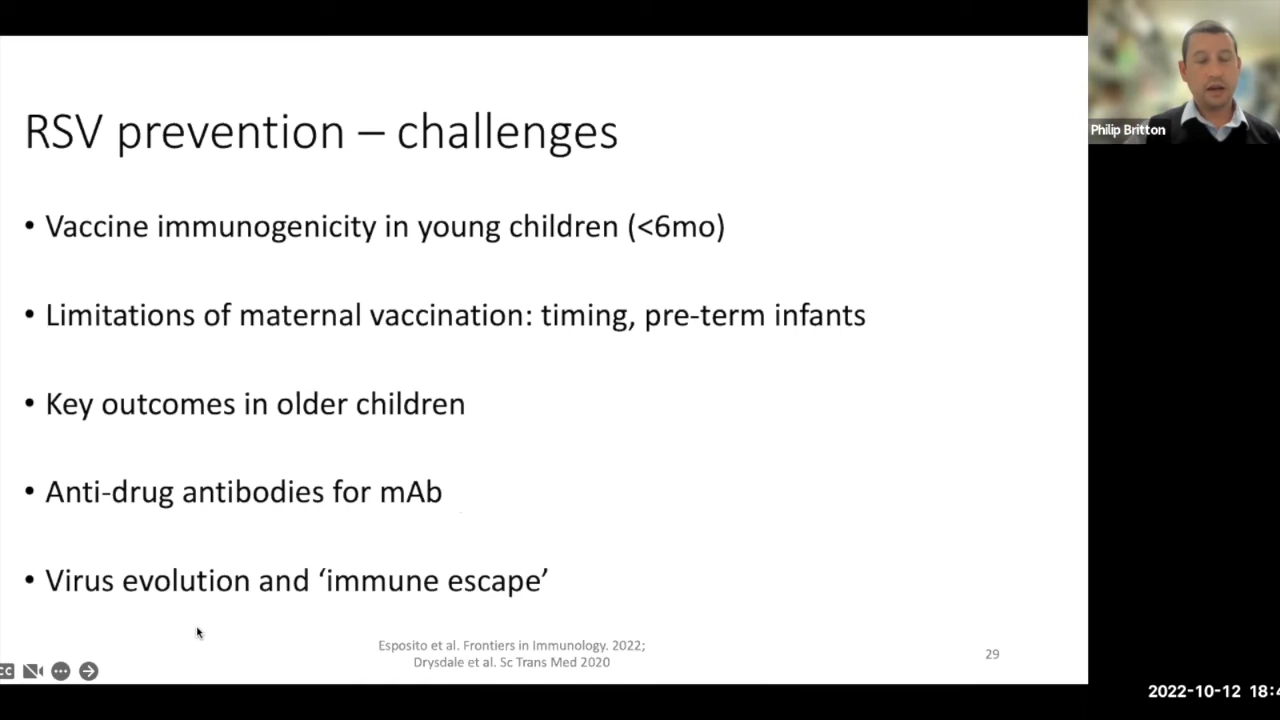 RSV prevention – challenges
• Vaccine immunogenicity in young children (<6mo)
• Limitations of maternal vaccination: timing, pre-term infants
• Key outcomes in older children
• Anti-drug antibodies for mAb
• Virus evolution and ‘immune escape’
Esposito et al. Frontiers in Immunology. 2022;
Drysdale et al. Sc Trans Med 2020
29
Philip Britton
CC
2022-10-12 18:4